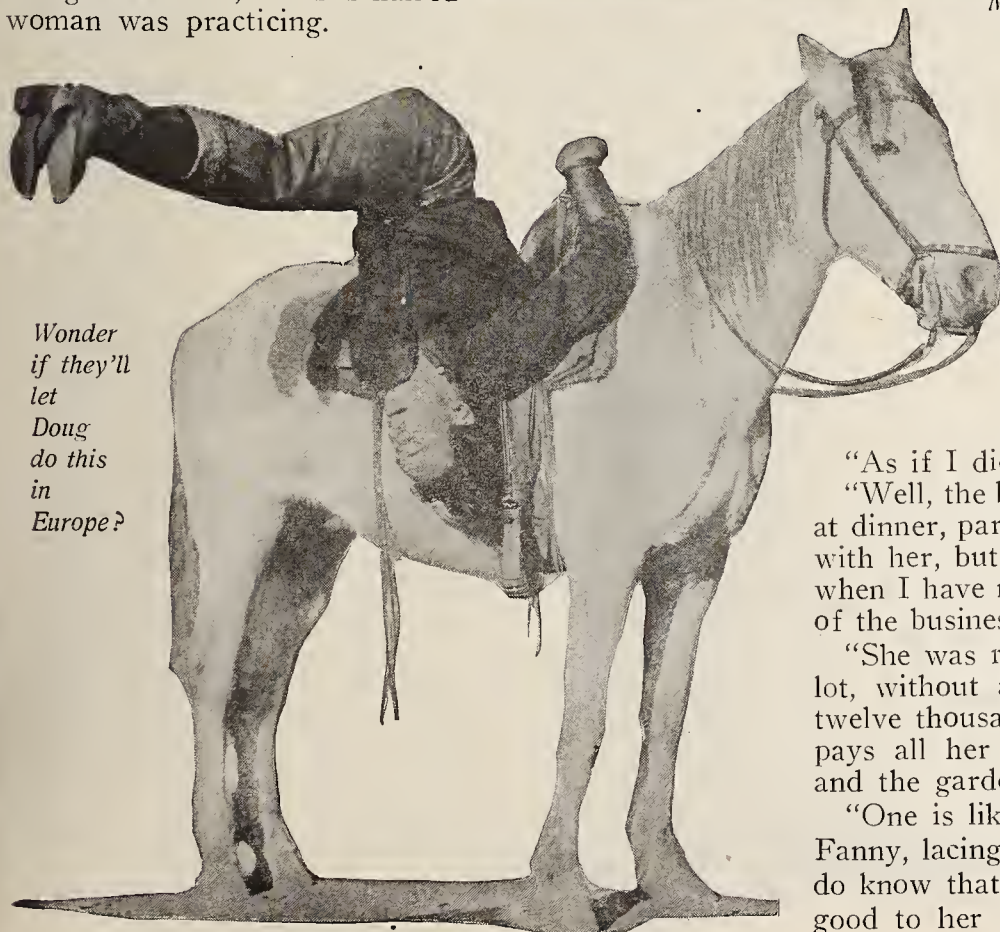 woman was practicing.
Wonder
if they'll
let
Doug
do this
in
Europe?
"As if I di
"Well, the
at dinner, par
with her, but
when I have
of the busines
"She was
lot, without
twelve thousa
pays all her
and the garde
"One is lik
Fanny, lacing
do know that
good to her